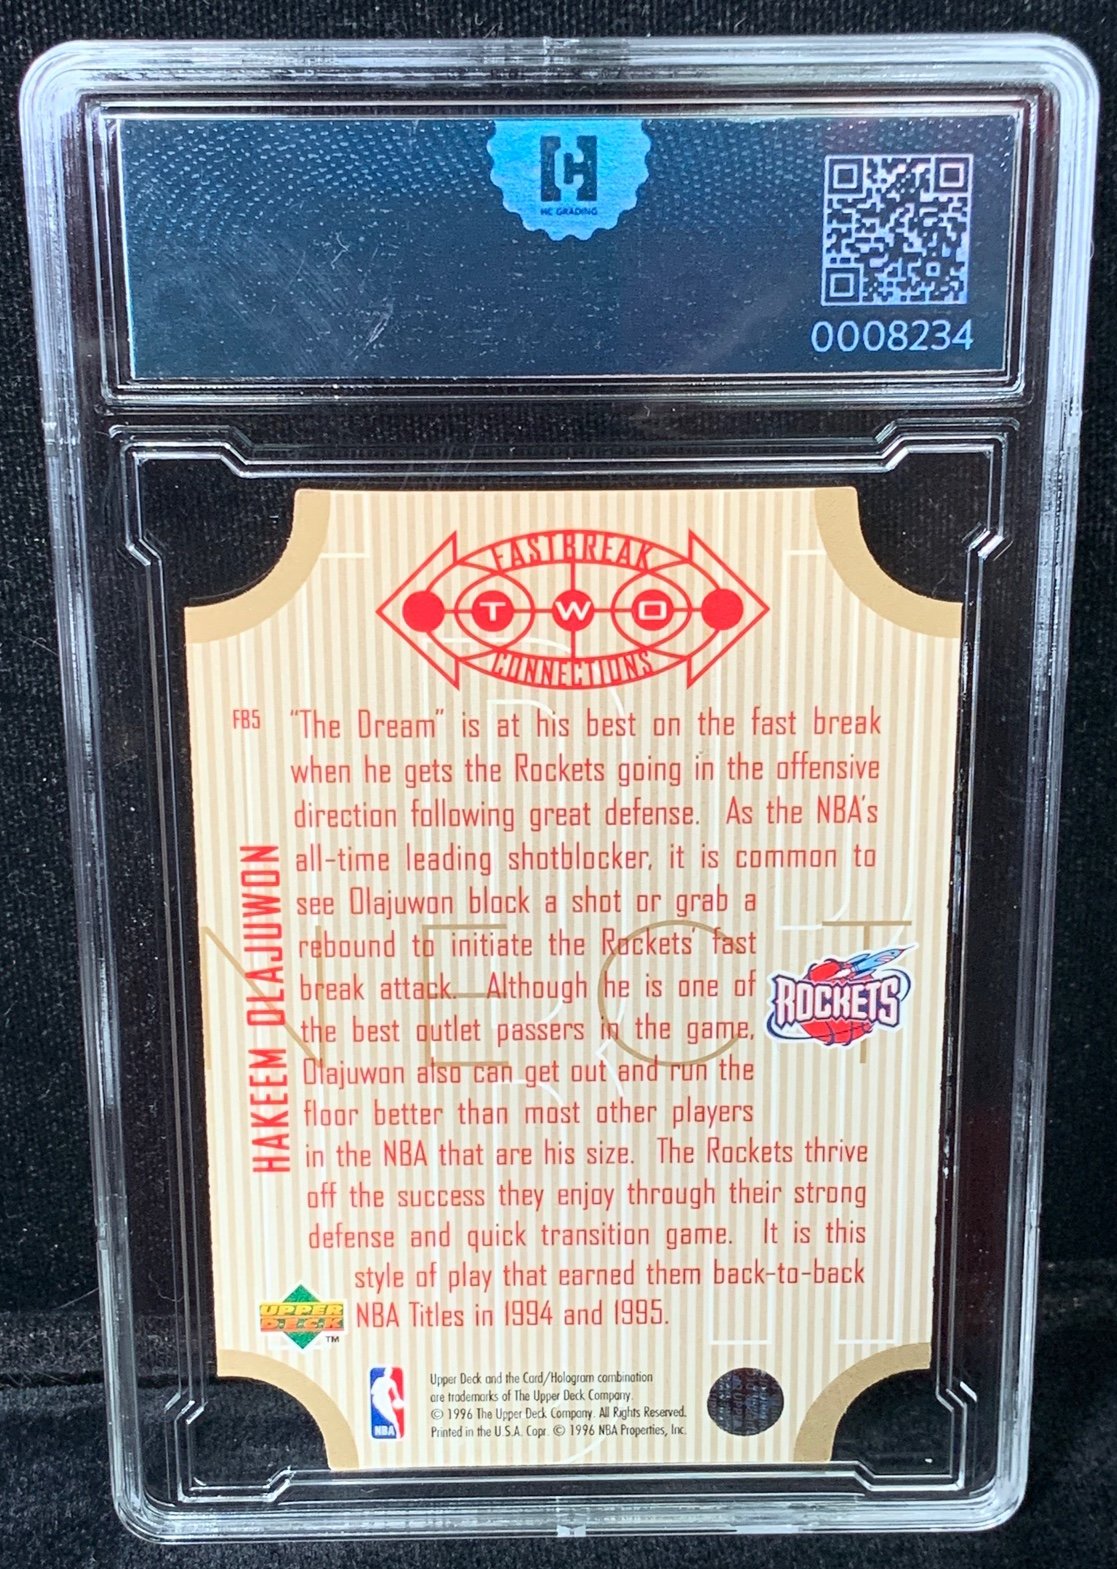 HC
HC GRADING
0008234
FASTBREAK
TWO
CONNECTIONS
FB5
"The Dream" is at his best on the fast break
when he gets the Rockets going in the offensive
direction following great defense. As the NBA's
all-time leading shotblocker, it is common to
see Olajuwon block a shot or grab a
rebound to initiate the Rockets' fast
break attack. Although he is one of
the best outlet passers in the game,
Olajuwon also can get out and run the
floor better than most other players
in the NBA that are his size. The Rockets thrive
off the success they enjoy through their strong
defense and quick transition game. It is this
style of play that earned them back-to-back
NBA Titles in 1994 and 1995.
HAKEEM OLAJUWON
ROCKETS
NECT
UPPER
DECK
TM
NBA
Upper Deck and the Card/Hologram combination
are trademarks of The Upper Deck Company.
© 1996 The Upper Deck Company. All Rights Reserved.
Printed in the U.S.A. Copr. © 1996 NBA Properties, Inc.